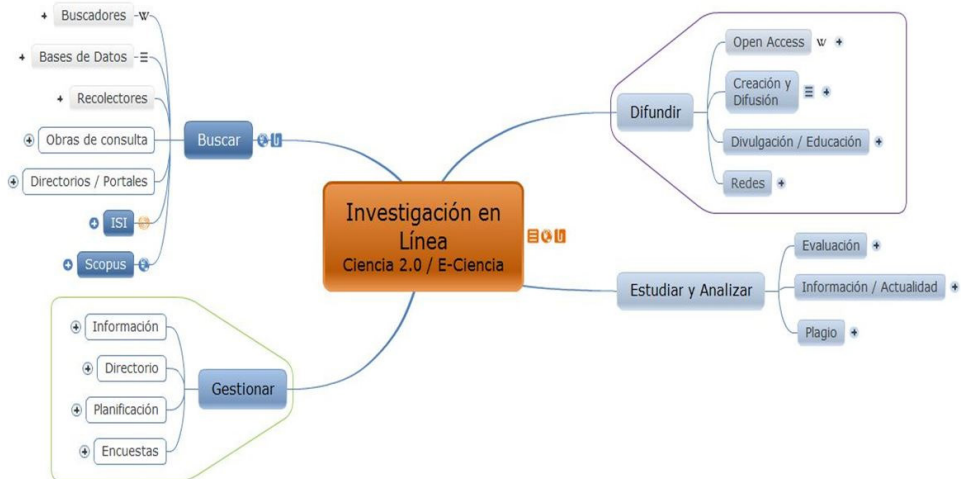 Investigación en
Línea
Ciencia 2.0 / E-Ciencia
Buscar
Buscadores
Bases de Datos
Recolectores
Obras de consulta
Directorios / Portales
ISI
Scopus
Gestionar
Información
Directorio
Planificación
Encuestas
Difundir
Open Access
Creación y
Difusión
Divulgación / Educación
Redes
Estudiar y Analizar
Evaluación
Información / Actualidad
Plagio